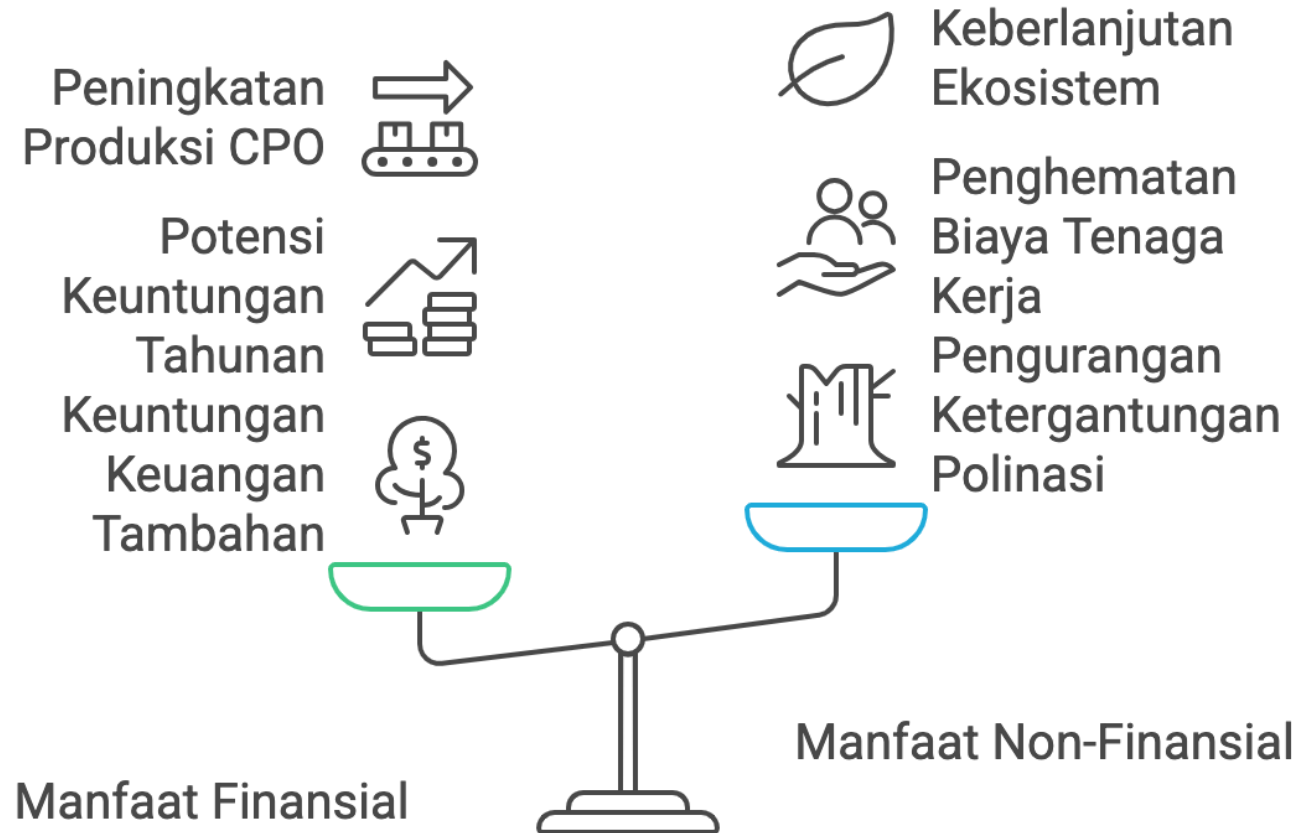 Peningkatan
Produksi CPO
Potensi
Keuntungan
Tahunan
Keuntungan
Keuangan
Tambahan
$
Keberlanjutan
Ekosistem
Penghematan
Biaya Tenaga
Kerja
Pengurangan
Ketergantungan
Polinasi
Manfaat Finansial
Manfaat Non-Finansial